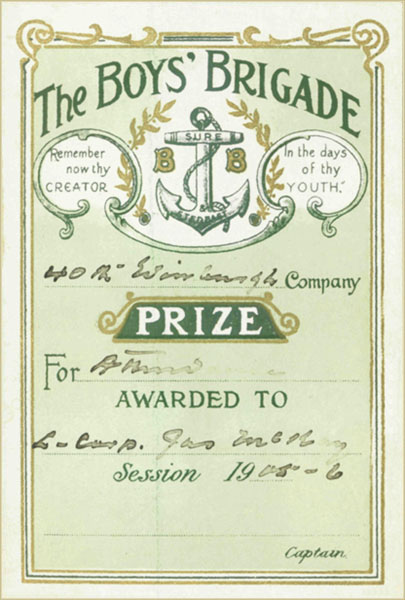 The BOYS' BRIGADE
SURE
B B
& STEDFAST
"Remember
now thy
CREATOR
In the days
of thy
YOUTH."
40th Edinburgh Company
PRIZE
For Attendance
AWARDED TO
L-Corp. Jas
Session 1905-6
Captain.